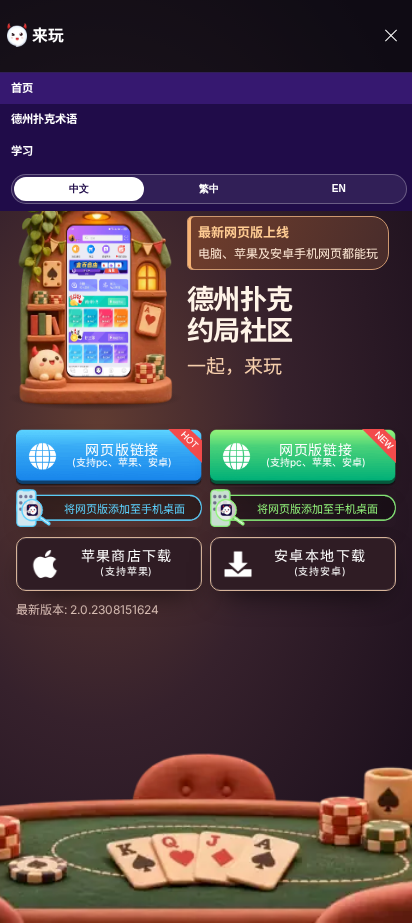 来玩
首页
德州扑克术语
学习
中文
繁中
EN
最新网页版上线
电脑、苹果及安卓手机网页都能玩
德州扑克
约局社区
一起，来玩
网页版链接
(支持pc、苹果、安卓)
HOT
网页版链接
(支持pc、苹果、安卓)
NEW
将网页版添加至手机桌面
将网页版添加至手机桌面
苹果商店下载
(支持苹果)
安卓本地下载
(支持安卓)
最新版本: 2.0.2308151624
A
K
Q
J
A